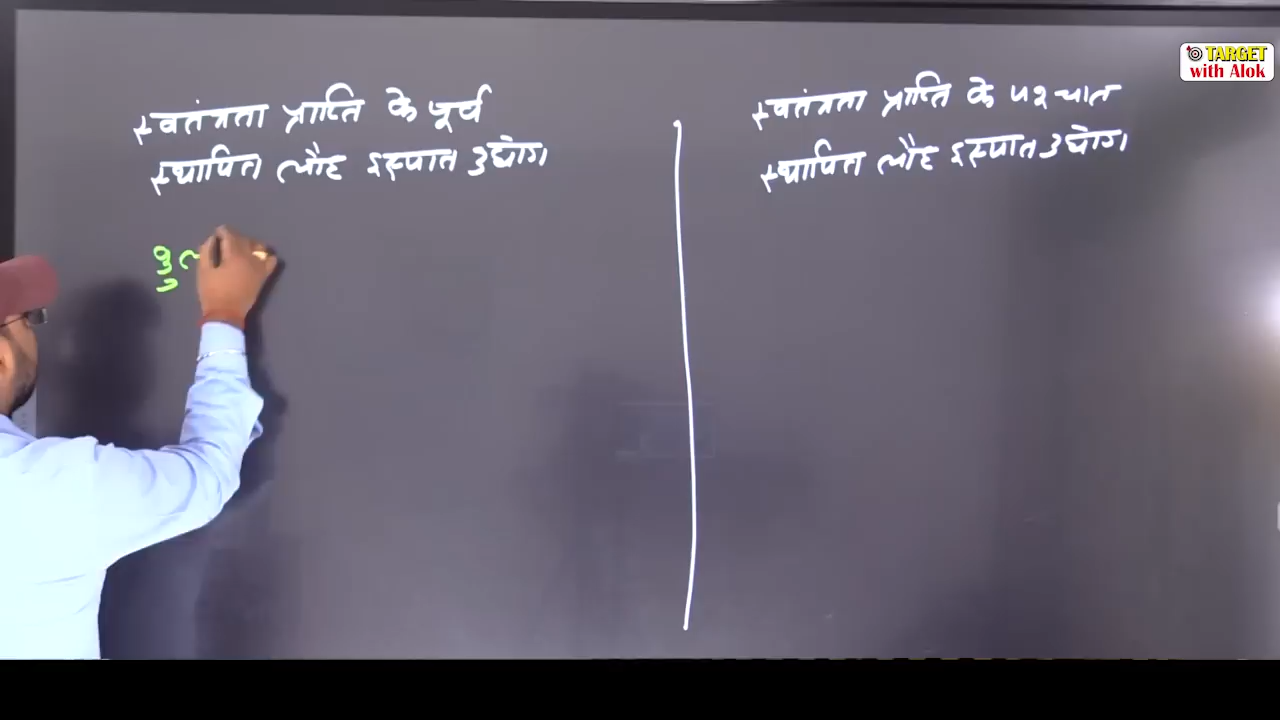 स्वतंत्रता प्राप्ति के पूर्व
स्थापित लौह इस्पात उद्योग
स्वतंत्रता प्राप्ति के पश्चात
स्थापित लौह इस्पात उद्योग
TARGET
with Alok